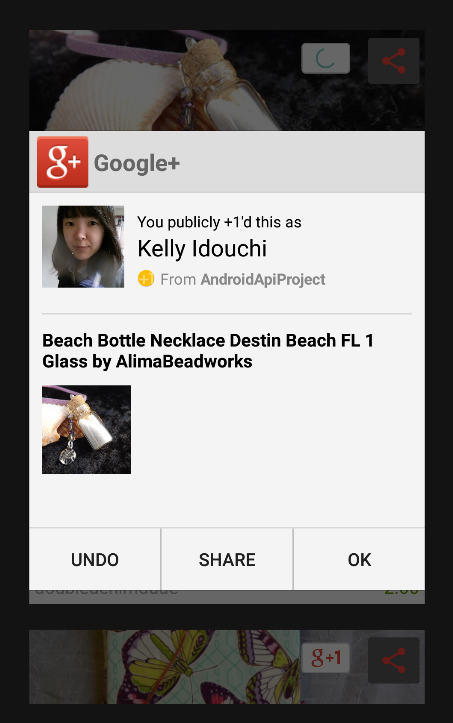 g+ Google+
You publicly +1'd this as
Kelly Idouchi
+1 From AndroidApiProject
Beach Bottle Necklace Destin Beach FL 1
Glass by AlimaBeadworks
UNDO SHARE OK
g+1